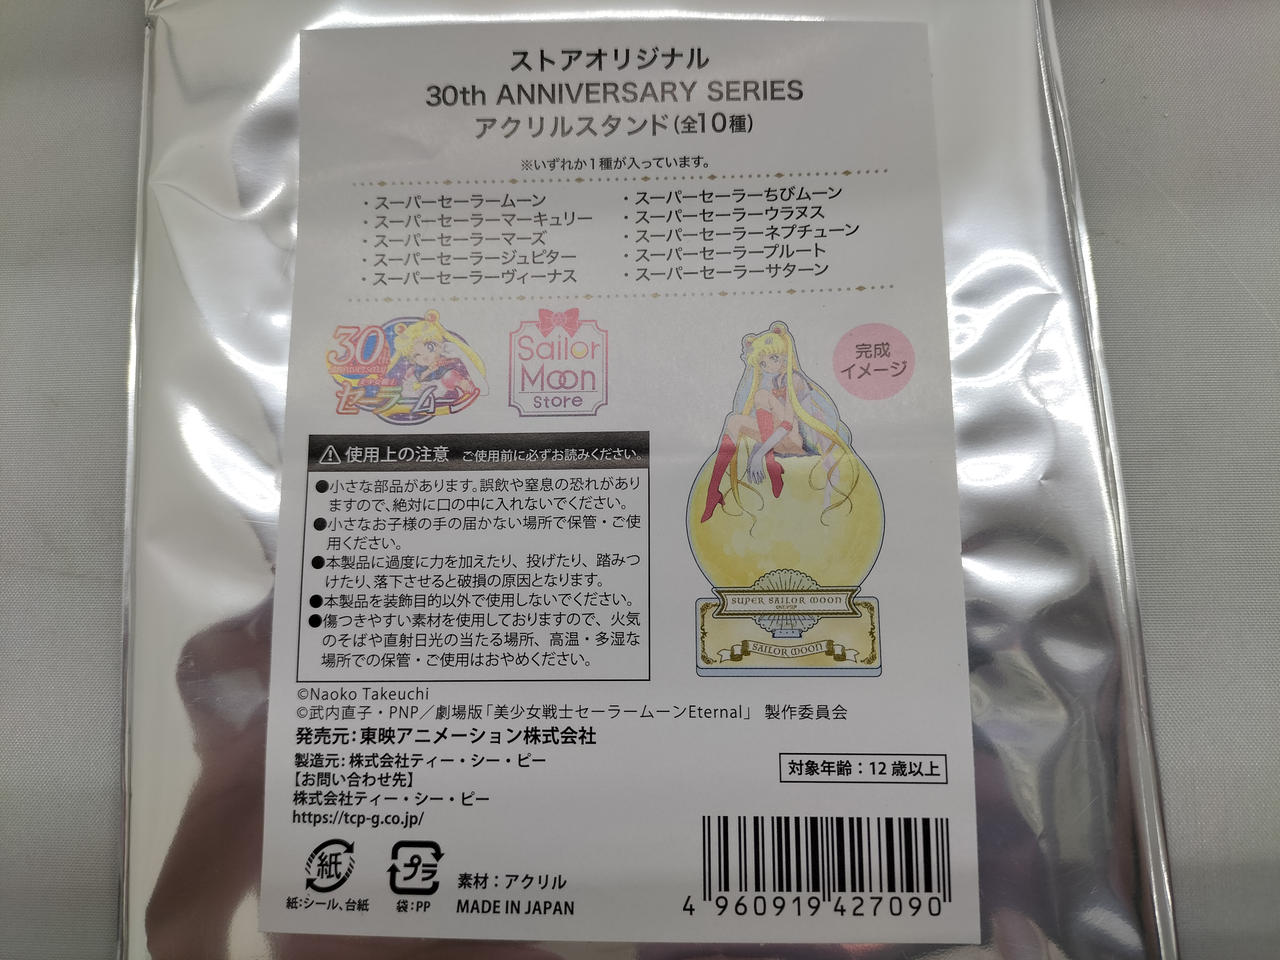 ストアオリジナル
30th ANNIVERSARY SERIES
アクリルスタンド(全10種)
※いずれか1種が入っています。
・スーパーセーラームーン
・スーパーセーラーマーキュリー
・スーパーセーラーマーズ
・スーパーセーラージュピター
・スーパーセーラーヴィーナス
・スーパーセーラーちびムーン
・スーパーセーラーウラヌス
・スーパーセーラーネプチューン
・スーパーセーラープルート
・スーパーセーラーサターン
30th
anniversary
美少女戦士
セーラームーン
Sailor
Moon
store
完成
イメージ
SUPER SAILOR MOON
SAILOR MOON
⚠使用上の注意 ご使用前に必ずお読みください。
●小さな部品があります。誤飲や窒息の恐れがあり
ますので、絶対に口の中に入れないでください。
●小さなお子様の手の届かない場所で保管・ご使
用ください。
●本製品に過度に力を加えたり、投げたり、踏みつ
けたり、落下させると破損の原因となります。
●本製品を装飾目的以外で使用しないでください。
●傷つきやすい素材を使用しておりますので、火気
のそばや直射日光の当たる場所、高温・多湿な
場所での保管・ご使用はおやめください。
©Naoko Takeuchi
©武内直子・PNP／劇場版「美少女戦士セーラームーンEternal」 製作委員会
発売元：東映アニメーション株式会社
製造元：株式会社ティー・シー・ピー
【お問い合わせ先】
株式会社ティー・シー・ピー
https://tcp-g.co.jp/
対象年齢：12歳以上
紙
紙：シール、台紙
プラ
袋：PP
素材：アクリル
MADE IN JAPAN
4 960919 427090